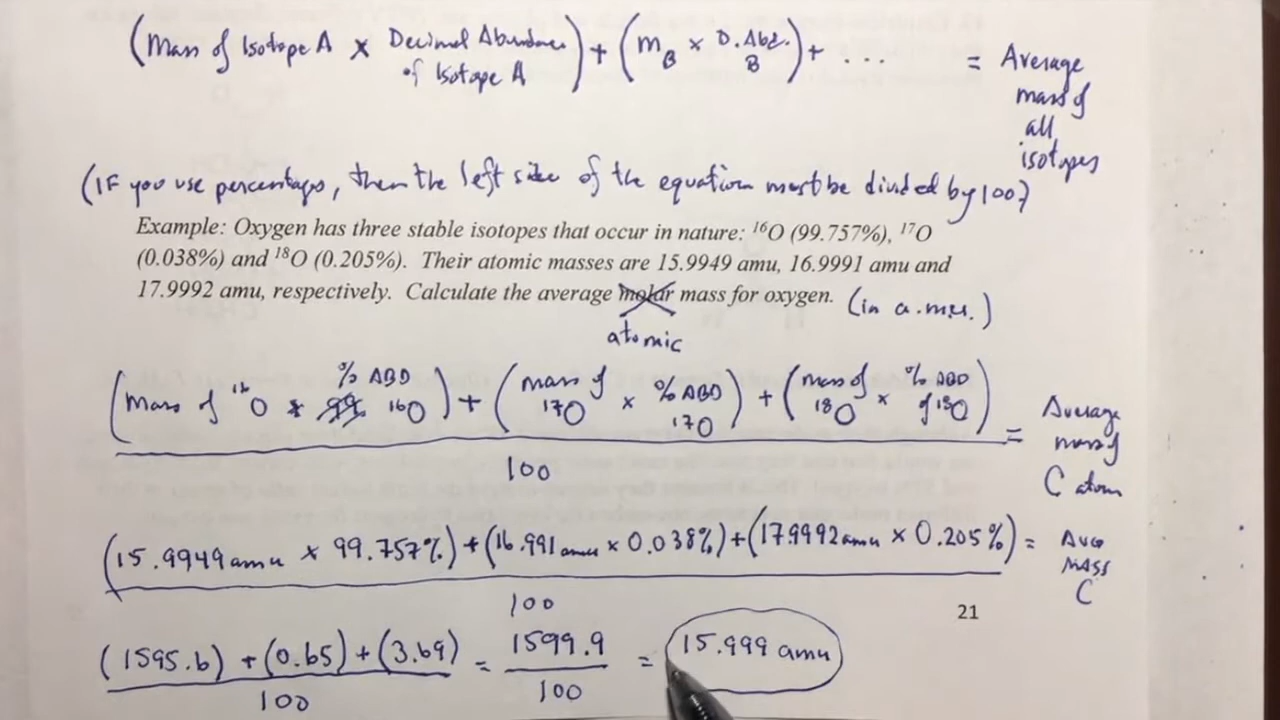 (Mass of Isotope A × Decimal Abundance of Isotope A) + (m_B × D. Abd. B) + ... = Average mass of all isotopes
(IF you use percentages, then the left side of the equation must be divided by 100)
Example: Oxygen has three stable isotopes that occur in nature: ¹⁶O (99.757%), ¹⁷O
(0.038%) and ¹⁸O (0.205%). Their atomic masses are 15.9949 amu, 16.9991 amu and
17.9992 amu, respectively. Calculate the average molar mass for oxygen. (in a.m.u.)
atomic
(Mass of ¹⁶O × % ABD ¹⁶O) + (mass of ¹⁷O × % ABD ¹⁷O) + (mass of ¹⁸O × % ABD of ¹⁸O) = Average mass of C atom
100
(15.9949 amu × 99.757%) + (16.991 amu × 0.038%) + (17.9992 amu × 0.205%) = AVG MASS C
100
21
(1595.6) + (0.65) + (3.69) = 1599.9 = 15.999 amu
100 100